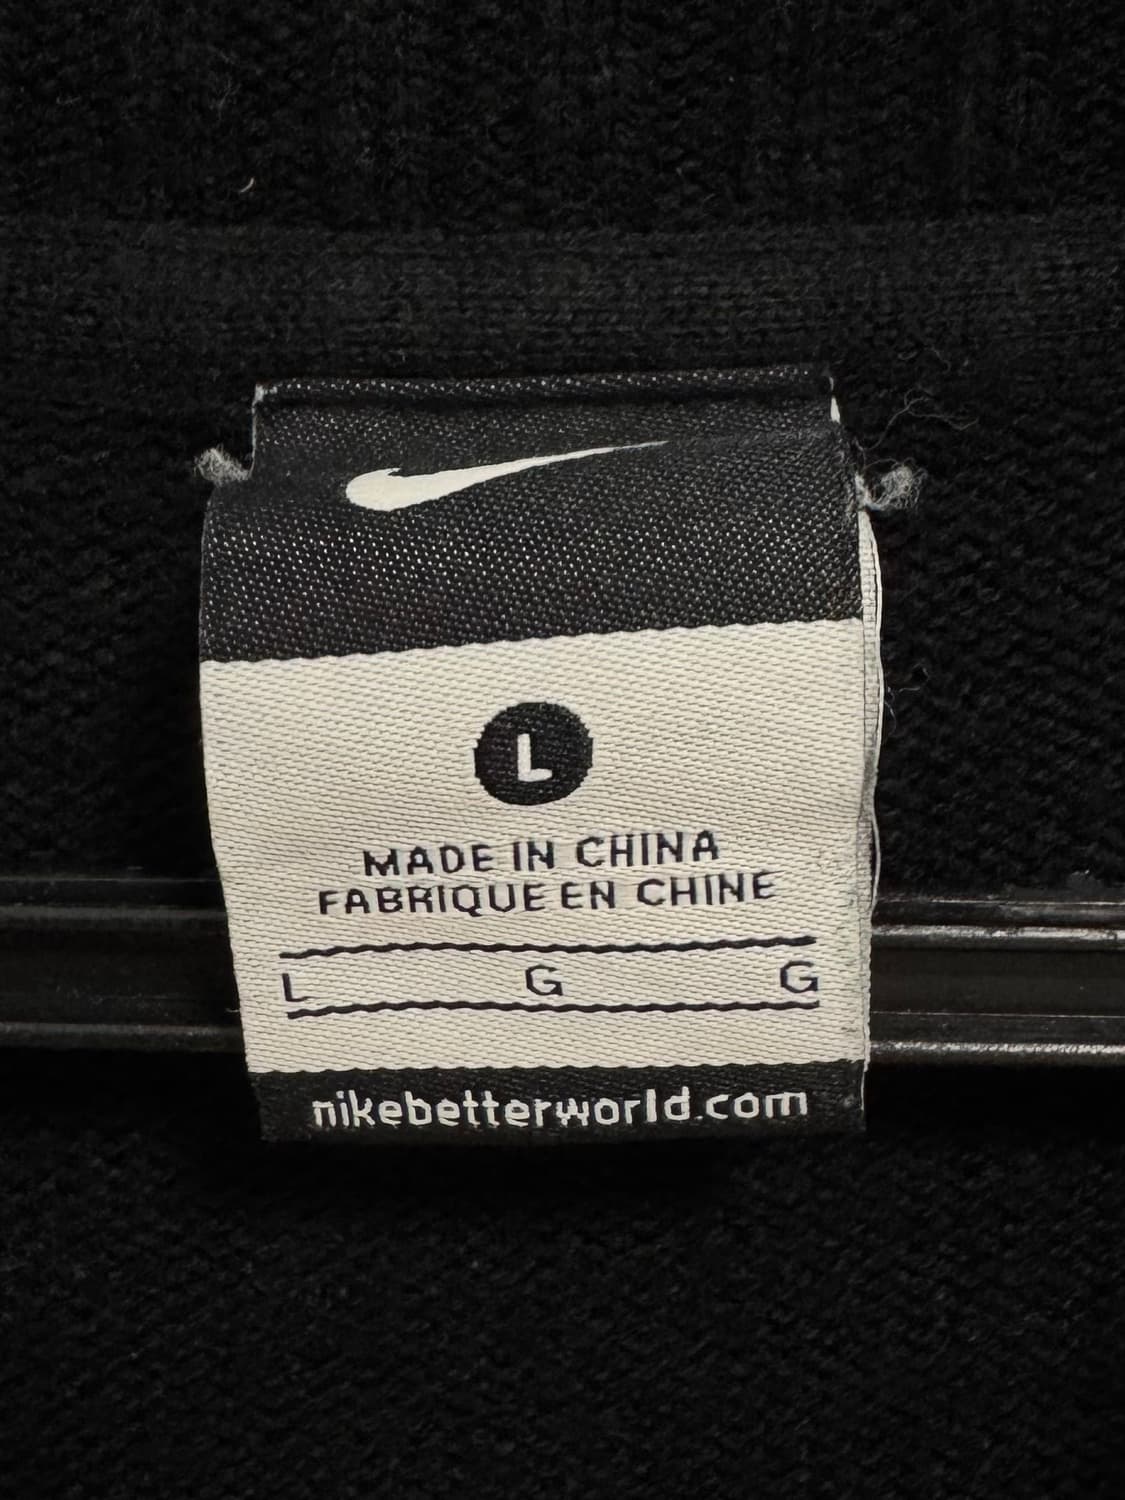 L
MADE IN CHINA
FABRIQUE EN CHINE
L G G
nikebetterworld.com